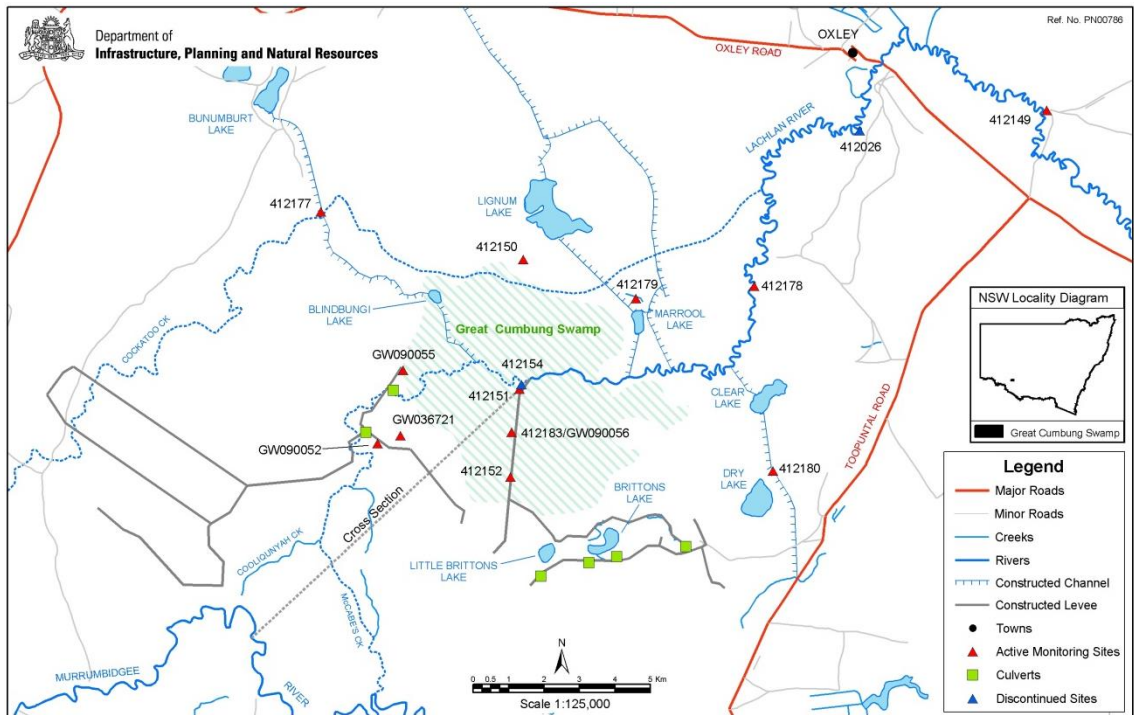 Department of
Infrastructure, Planning and Natural Resources
Ref. No. PN00786
OXLEY
OXLEY ROAD
BUNUMBURT
LAKE
LACHLAN RIVER
412149
412026
412177
LIGNUM
LAKE
412150
412179
412178
MARROOL
LAKE
BLINDBUNGI
LAKE
Great Cumbung Swamp
COCKATOO CK
GW090055
412154
412151
CLEAR
LAKE
TOOPUNTAL ROAD
GW036721
412183/GW090056
GW090052
412152
412180
DRY
LAKE
BRITTONS
LAKE
Cross Section
COOLIQUNYAH CK
LITTLE BRITTONS
LAKE
McCABE'S CK
MURRUMBIDGEE
RIVER
N
0 0.5 1 2 3 4 5 Km
Scale 1:125,000
NSW Locality Diagram
Great Cumbung Swamp
Legend
Major Roads
Minor Roads
Creeks
Rivers
Constructed Channel
Constructed Levee
Towns
Active Monitoring Sites
Culverts
Discontinued Sites